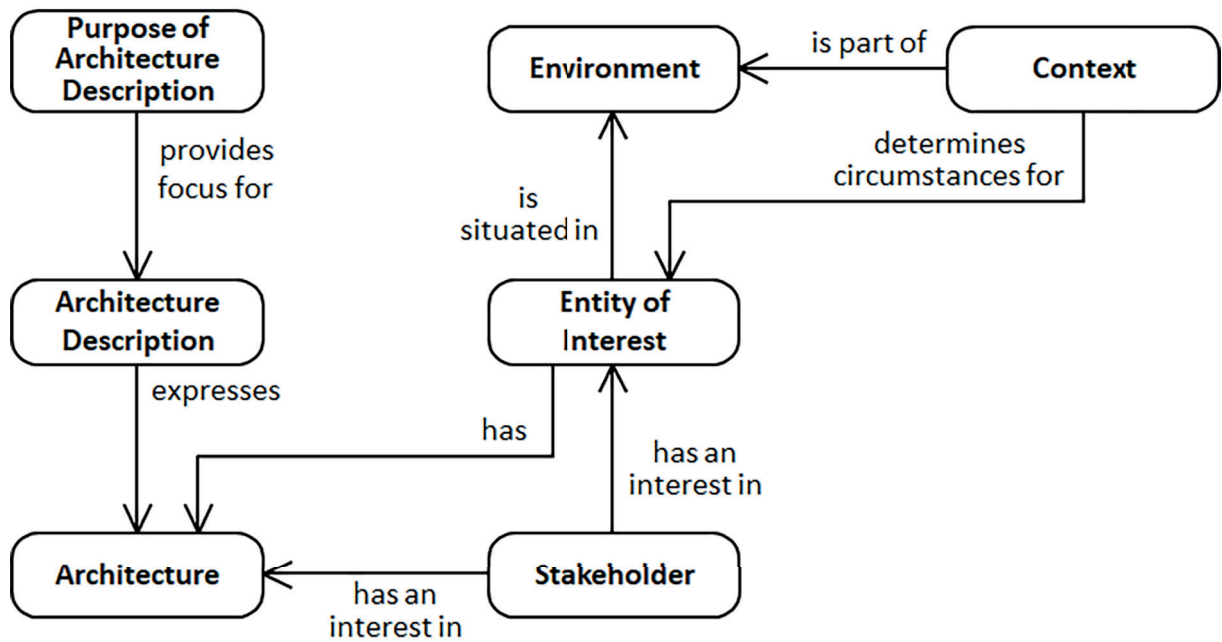 Purpose of
Architecture
Description
Environment
is part of
Context
provides
focus for
determines
circumstances for
is
situated in
Architecture
Description
Entity of
Interest
expresses
has
has an
interest in
Architecture
has an
interest in
Stakeholder